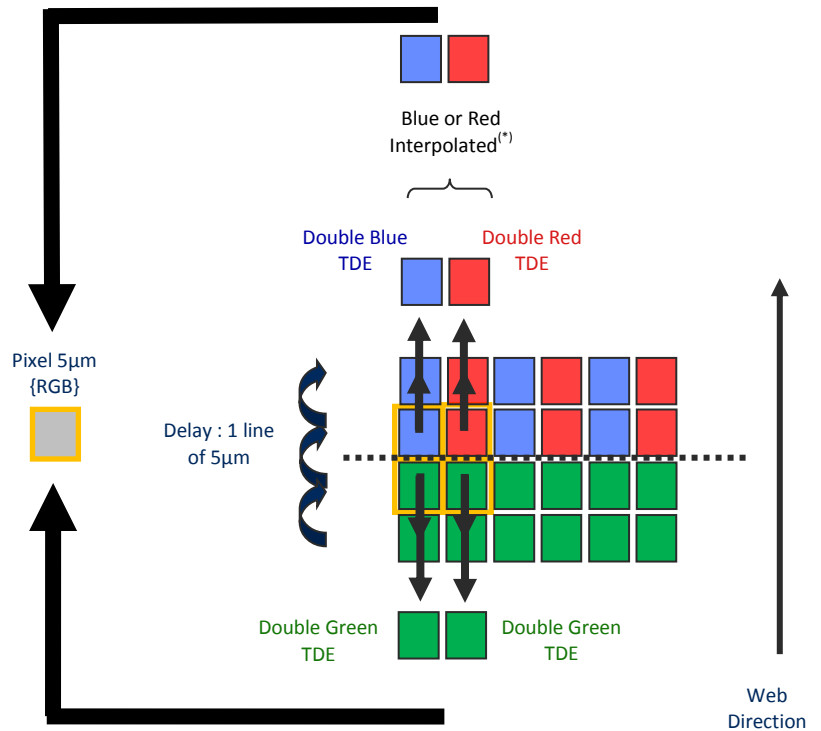 Blue or Red
Interpolated(*)
Double Blue
TDE
Double Red
TDE
Pixel 5µm
{RGB}
Delay : 1 line
of 5µm
Double Green
TDE
Double Green
TDE
Web
Direction